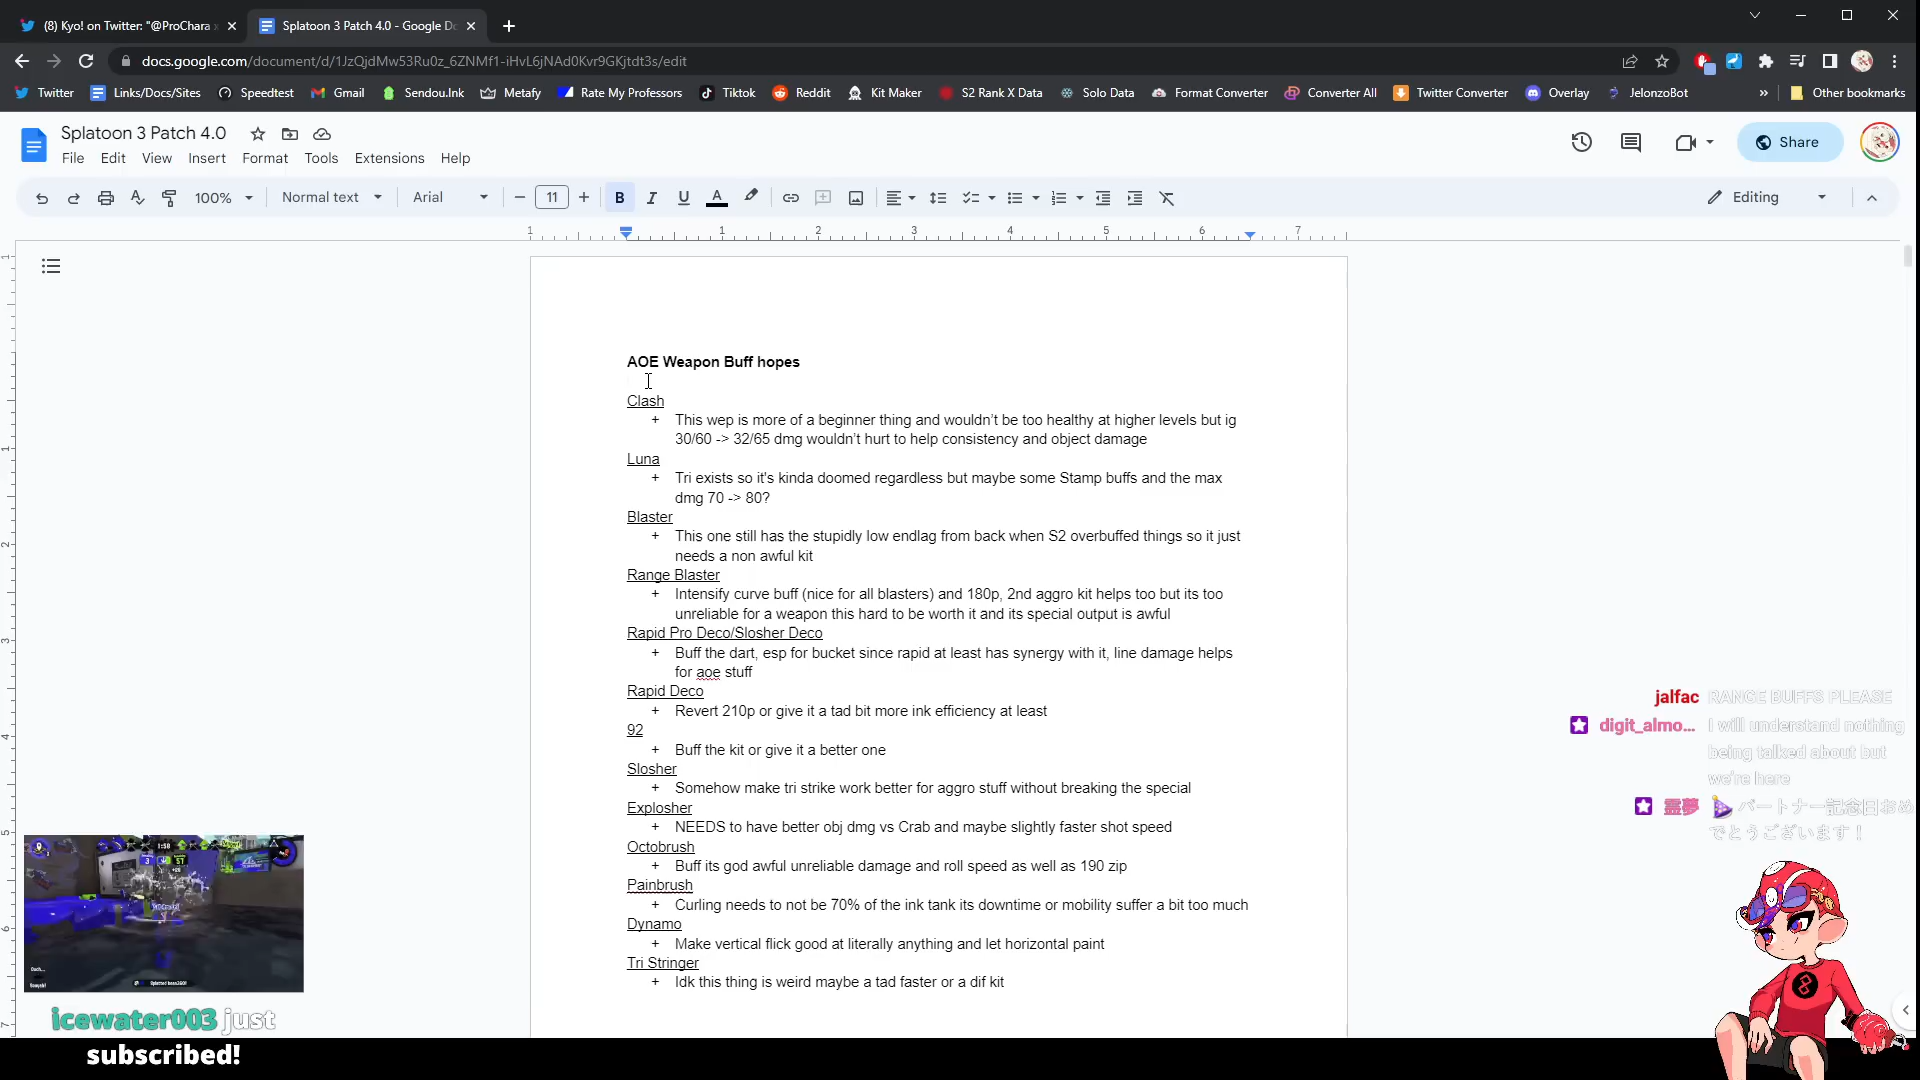 (8) Kyo! on Twitter: "@ProChara
Splatoon 3 Patch 4.0 - Google Do
docs.google.com/document/d/1JzQjdMw53Ru0z_6ZNMf1-iHvL6jNAd0Kvr9GKjtdt3s/edit
Twitter Links/Docs/Sites Speedtest Gmail Sendou.Ink Metafy Rate My Professors Tiktok Reddit Kit Maker S2 Rank X Data Solo Data Format Converter Converter All Twitter Converter Overlay JelonzoBot » Other bookmarks
Splatoon 3 Patch 4.0
Share
File Edit View Insert Format Tools Extensions Help
100% Normal text Arial 11 B I U A Editing
1 1 2 3 4 5 6 7
AOE Weapon Buff hopes
Clash
+ This wep is more of a beginner thing and wouldn't be too healthy at higher levels but ig
30/60 -> 32/65 dmg wouldn't hurt to help consistency and object damage
Luna
+ Tri exists so it's kinda doomed regardless but maybe some Stamp buffs and the max
dmg 70 -> 80?
Blaster
+ This one still has the stupidly low endlag from back when S2 overbuffed things so it just
needs a non awful kit
Range Blaster
+ Intensify curve buff (nice for all blasters) and 180p, 2nd aggro kit helps too but its too
unreliable for a weapon this hard to be worth it and its special output is awful
Rapid Pro Deco/Slosher Deco
+ Buff the dart, esp for bucket since rapid at least has synergy with it, line damage helps
for aoe stuff
Rapid Deco
+ Revert 210p or give it a tad bit more ink efficiency at least
92
+ Buff the kit or give it a better one
Slosher
+ Somehow make tri strike work better for aggro stuff without breaking the special
Explosher
+ NEEDS to have better obj dmg vs Crab and maybe slightly faster shot speed
Octobrush
+ Buff its god awful unreliable damage and roll speed as well as 190 zip
Painbrush
+ Curling needs to not be 70% of the ink tank its downtime or mobility suffer a bit too much
Dynamo
+ Make vertical flick good at literally anything and let horizontal paint
Tri Stringer
+ Idk this thing is weird maybe a tad faster or a dif kit
jalfac RANGE BUFFS PLEASE
digit_almo... I will understand nothing
being talked about but
we're here
霊夢 パートナー記念日おめ
でとうございます！
1:58
3 57
icewater003 just
subscribed!